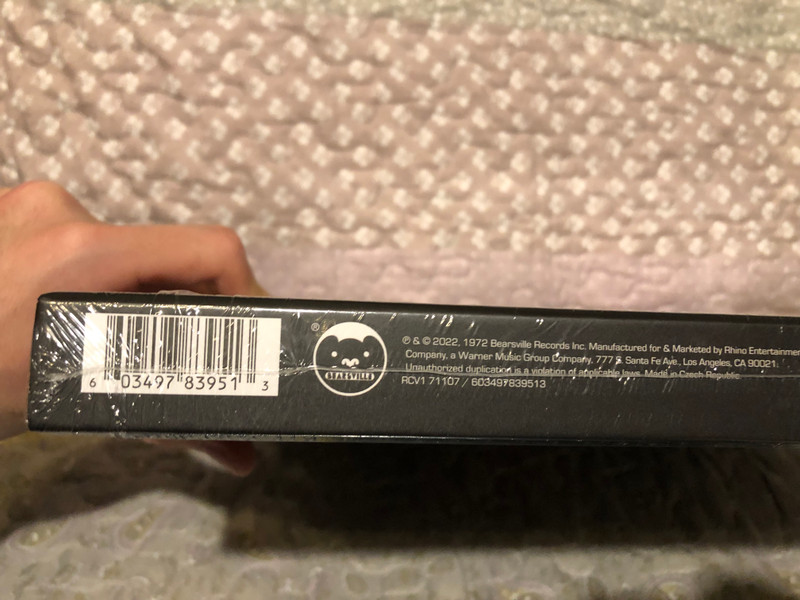 6 03497 83951 3
®
BEARSVILLE
℗ & © 2022, 1972 Bearsville Records Inc. Manufactured for & Marketed by Rhino Entertainment
Company, a Warner Music Group Company, 777 S. Santa Fe Ave., Los Angeles, CA 90021.
Unauthorized duplication is a violation of applicable laws. Made in Czech Republic
RCV1 71107 / 603497839513